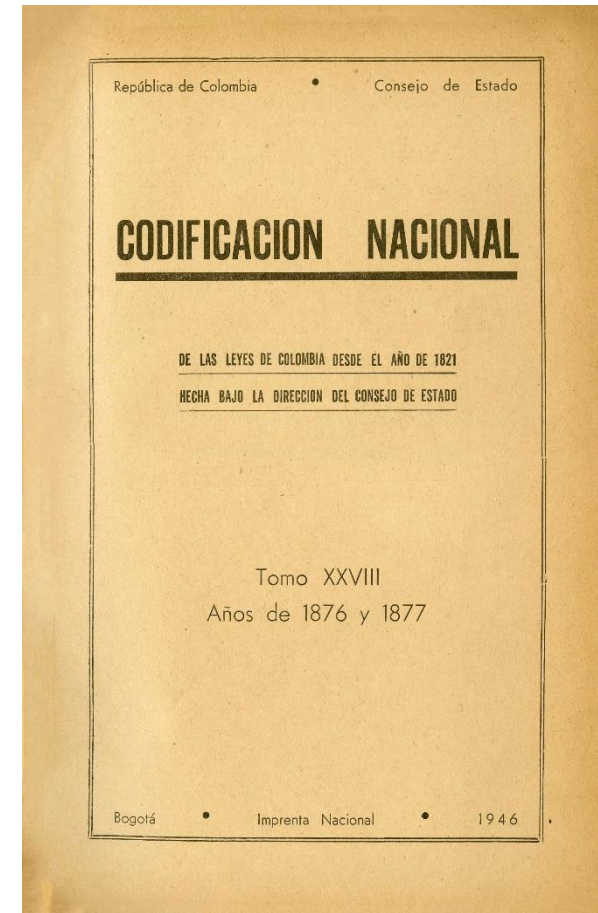 República de Colombia • Consejo de Estado
CODIFICACION NACIONAL
DE LAS LEYES DE COLOMBIA DESDE EL AÑO DE 1821
HECHA BAJO LA DIRECCION DEL CONSEJO DE ESTADO
Tomo XXVIII
Años de 1876 y 1877
Bogotá • Imprenta Nacional • 1946